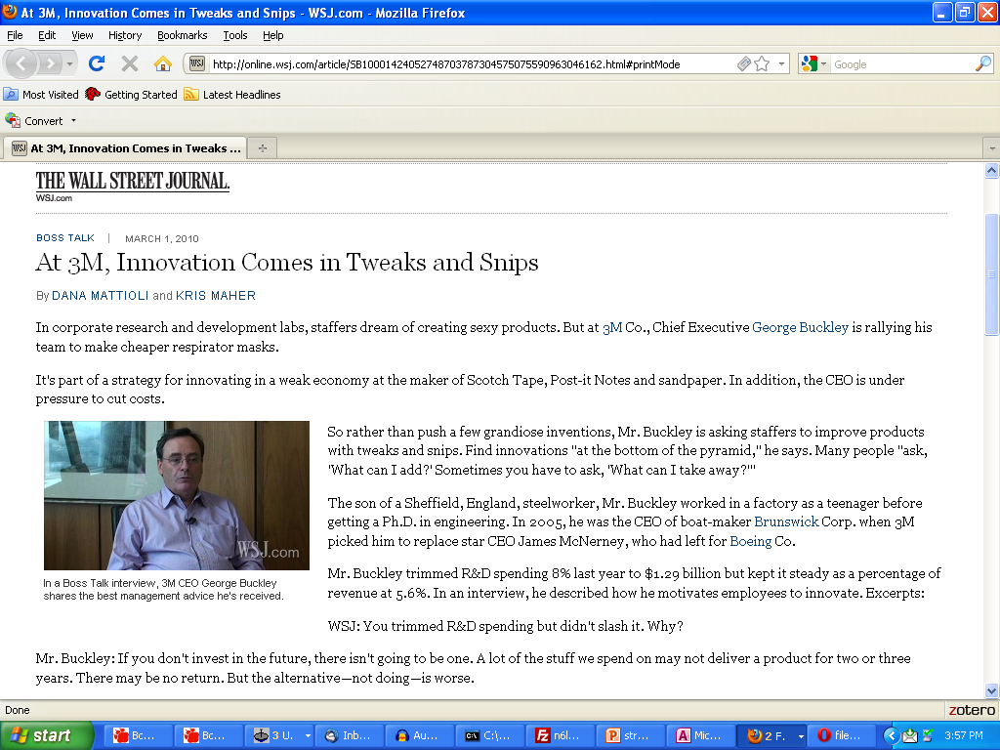 At 3M, Innovation Comes in Tweaks and Snips - WSJ.com - Mozilla Firefox
File Edit View History Bookmarks Tools Help
WSJ http://online.wsj.com/article/SB10001424052748703787304575075590963046162.html#printMode Google
Most Visited Getting Started Latest Headlines
Convert
WSJ At 3M, Innovation Comes in Tweaks ...
THE WALL STREET JOURNAL.
WSJ.com
BOSS TALK | MARCH 1, 2010
At 3M, Innovation Comes in Tweaks and Snips
By DANA MATTIOLI and KRIS MAHER
In corporate research and development labs, staffers dream of creating sexy products. But at 3M Co., Chief Executive George Buckley is rallying his
team to make cheaper respirator masks.
It's part of a strategy for innovating in a weak economy at the maker of Scotch Tape, Post-it Notes and sandpaper. In addition, the CEO is under
pressure to cut costs.
So rather than push a few grandiose inventions, Mr. Buckley is asking staffers to improve products
with tweaks and snips. Find innovations "at the bottom of the pyramid," he says. Many people "ask,
'What can I add?' Sometimes you have to ask, 'What can I take away?'"
The son of a Sheffield, England, steelworker, Mr. Buckley worked in a factory as a teenager before
getting a Ph.D. in engineering. In 2005, he was the CEO of boat-maker Brunswick Corp. when 3M
picked him to replace star CEO James McNerney, who had left for Boeing Co.
WSJ.com
In a Boss Talk interview, 3M CEO George Buckley
shares the best management advice he's received.
Mr. Buckley trimmed R&D spending 8% last year to $1.29 billion but kept it steady as a percentage of
revenue at 5.6%. In an interview, he described how he motivates employees to innovate. Excerpts:
WSJ: You trimmed R&D spending but didn't slash it. Why?
Mr. Buckley: If you don't invest in the future, there isn't going to be one. A lot of the stuff we spend on may not deliver a product for two or three
years. There may be no return. But the alternative—not doing—is worse.
Done zotero
start Bc... Bc... 3 U. Inb... Au... C:\... n6l... str... Mic... 2 F. file... 3:57 PM